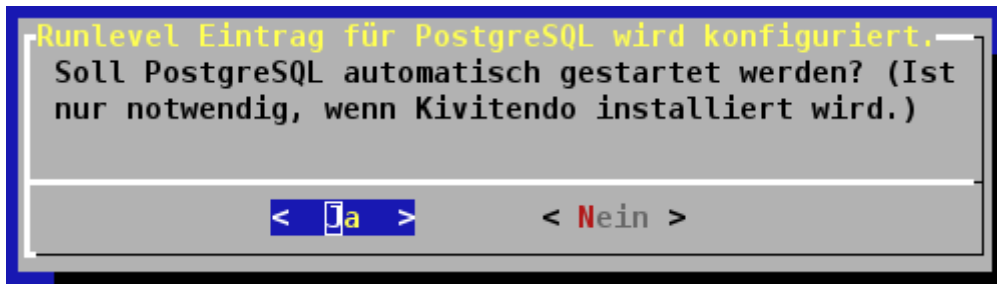 Runlevel Eintrag für PostgreSQL wird konfiguriert.
Soll PostgreSQL automatisch gestartet werden? (Ist
nur notwendig, wenn Kivitendo installiert wird.)
< Ja > < Nein >